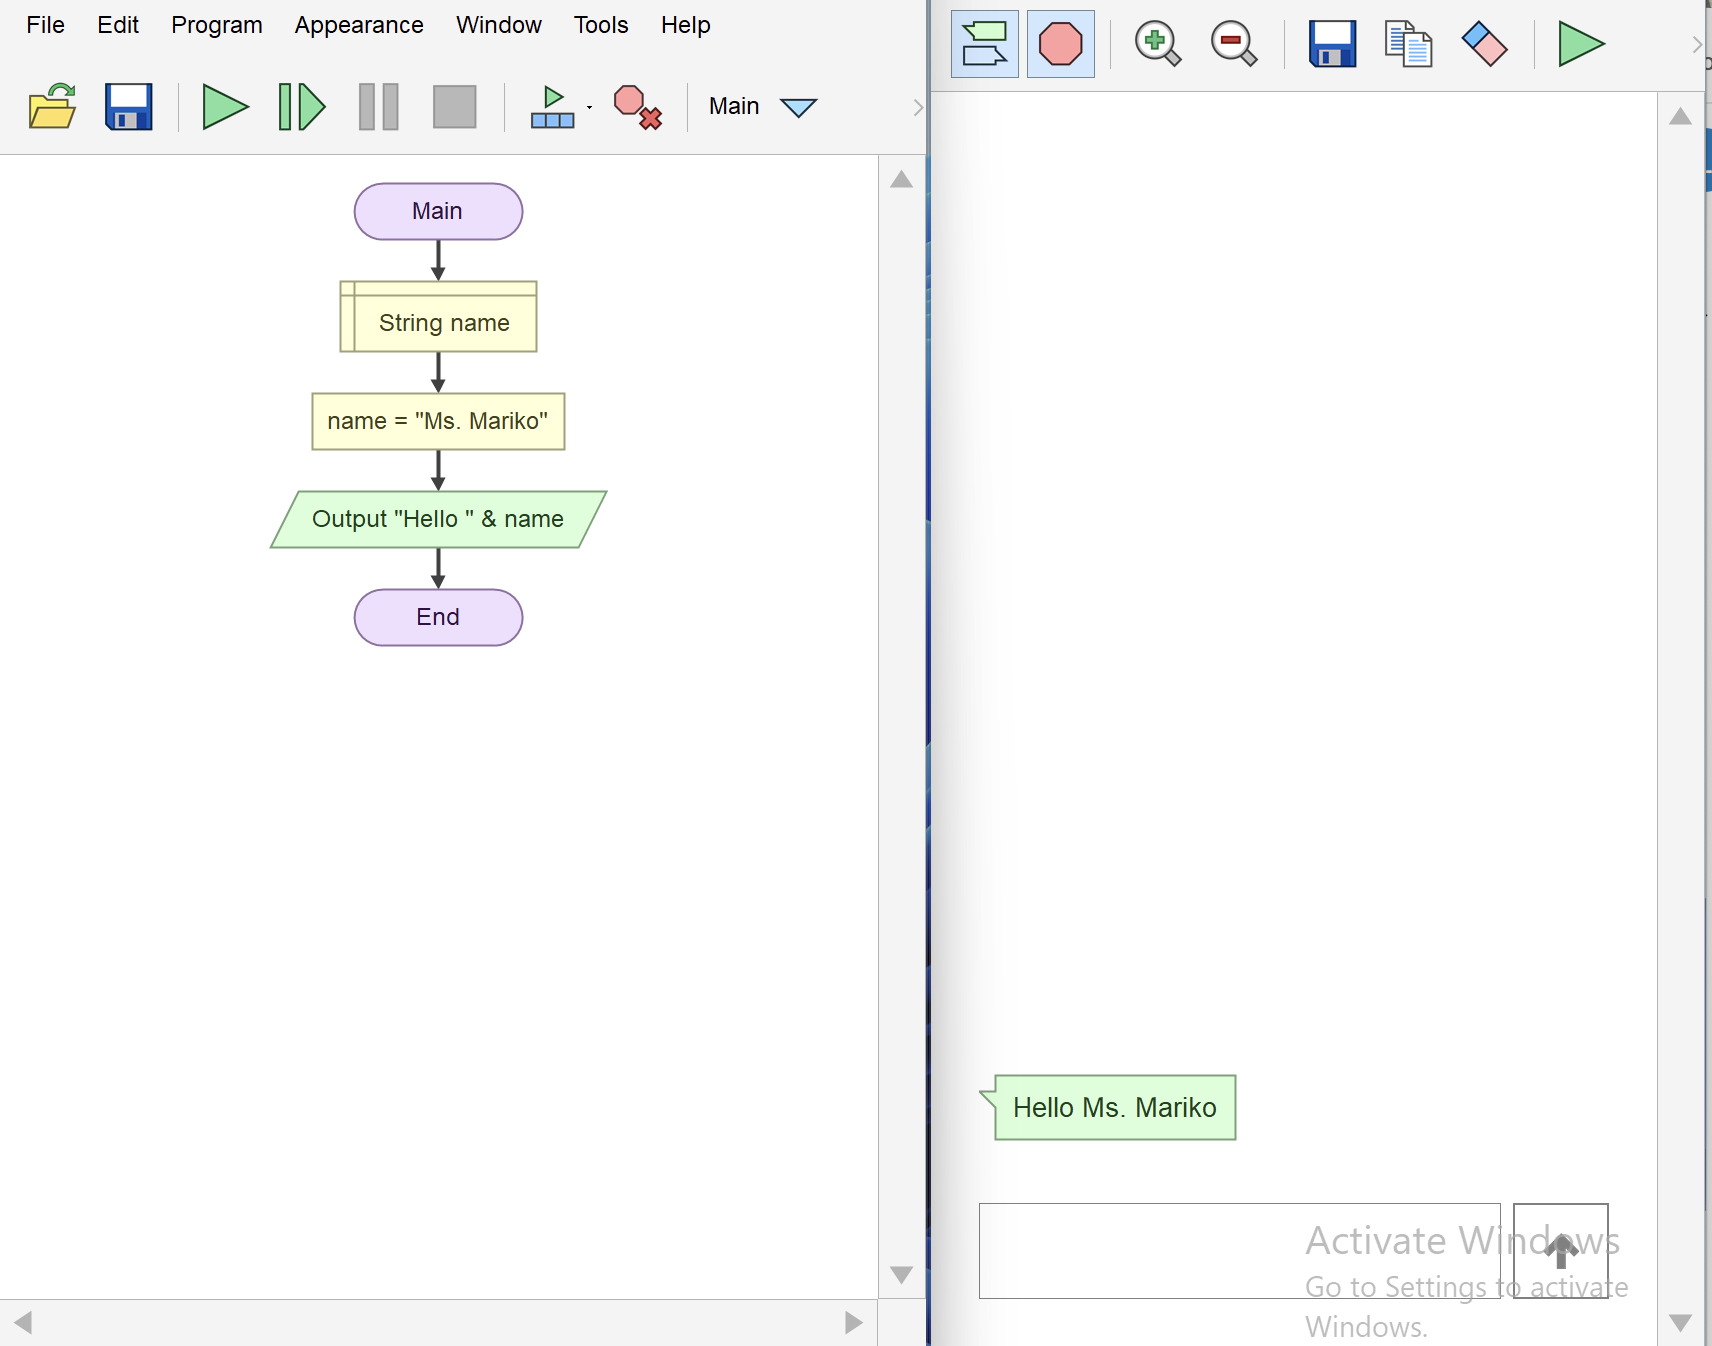 File Edit Program Appearance Window Tools Help
Main
Main
String name
name = "Ms. Mariko"
Output "Hello " & name
End
Hello Ms. Mariko
Activate Windows
Go to Settings to activate
Windows.